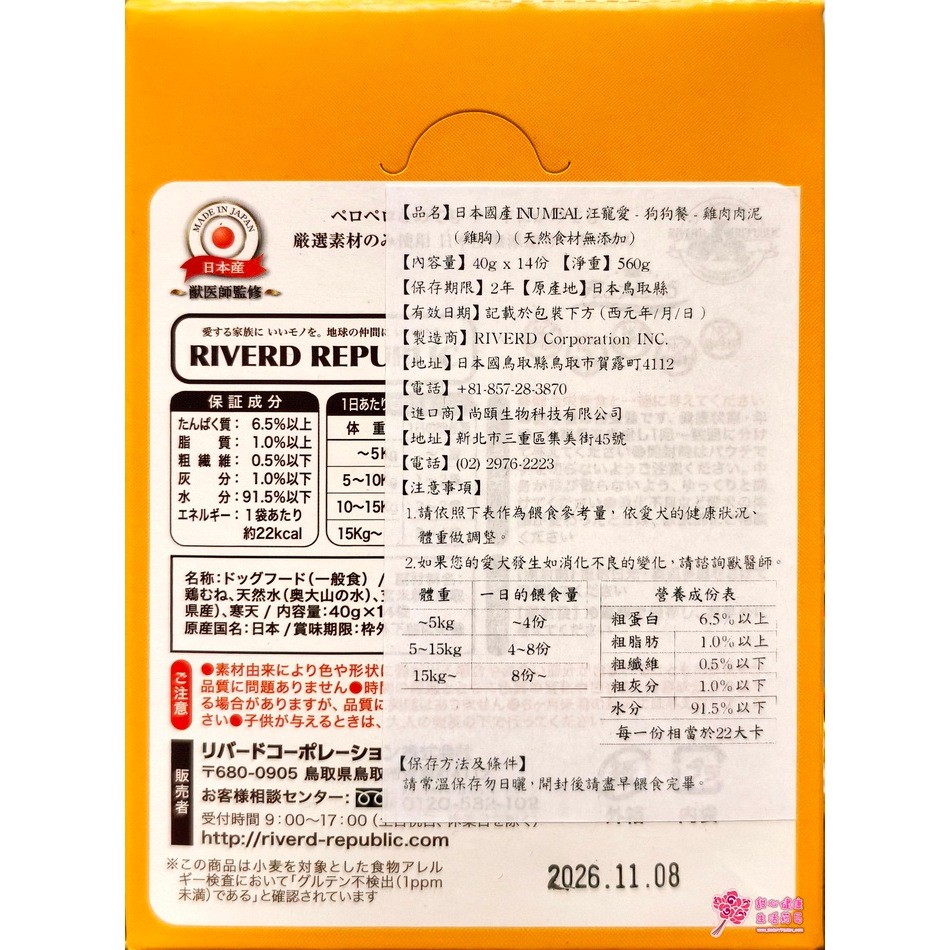 MADE IN JAPAN
日本産
獣医師監修
ペロペロ
厳選素材のみ
愛する家族に いいモノを。地球の仲間に
RIVERD REPU
保証成分
たんぱく質: 6.5%以上
脂 質: 1.0%以上
粗繊維: 0.5%以下
灰 分: 1.0%以下
水 分: 91.5%以下
エネルギー: 1袋あたり
約22kcal
1日あたり
体 重
～5K
5～10K
10～15K
15Kg～
名称:ドッグフード(一般食) /
鶏むね、天然水(奥大山の水)、
県産)、寒天 / 内容量:40g×1
原産国名:日本 / 賞味期限:枠外
ご注意
●素材由来により色や形状に
品質に問題ありません●時間
る場合がありますが、品質に
さい●子供が与えるときは、
販売者
リバードコーポレーショ
〒680-0905 鳥取県鳥取
お客様相談センター:
受付時間 9:00～17:00
http://riverd-republic.com
※この商品は小麦を対象とした食物アレル
ギー検査において「グルテン不検出(1ppm
未満)である」と確認されています
【品名】日本國產 INU MEAL 汪寵愛 - 狗狗餐 - 雞肉肉泥
(雞胸)(天然食材無添加)
【內容量】40g x 14份 【淨重】560g
【保存期限】2年【原產地】日本鳥取縣
【有效日期】記載於包裝下方(西元年/月/日)
【製造商】RIVERD Corporation INC.
【地址】日本國鳥取縣鳥取市賀露町4112
【電話】+81-857-28-3870
【進口商】尚頤生物科技有限公司
【地址】新北市三重區集美街45號
【電話】(02) 2976-2223
【注意事項】
1.請依照下表作為餵食參考量，依愛犬的健康狀況、
體重做調整。
2.如果您的愛犬發生如消化不良的變化，請諮詢獸醫師。
體重 一日的餵食量
~5kg ~4份
5~15kg 4~8份
15kg~ 8份~
營養成份表
粗蛋白 6.5%以上
粗脂肪 1.0%以上
粗纖維 0.5%以下
粗灰分 1.0%以下
水分 91.5%以下
每一份相當於22大卡
【保存方法及條件】
請常溫保存勿日曬，開封後請盡早餵食完畢。
2026.11.08
甜心健康